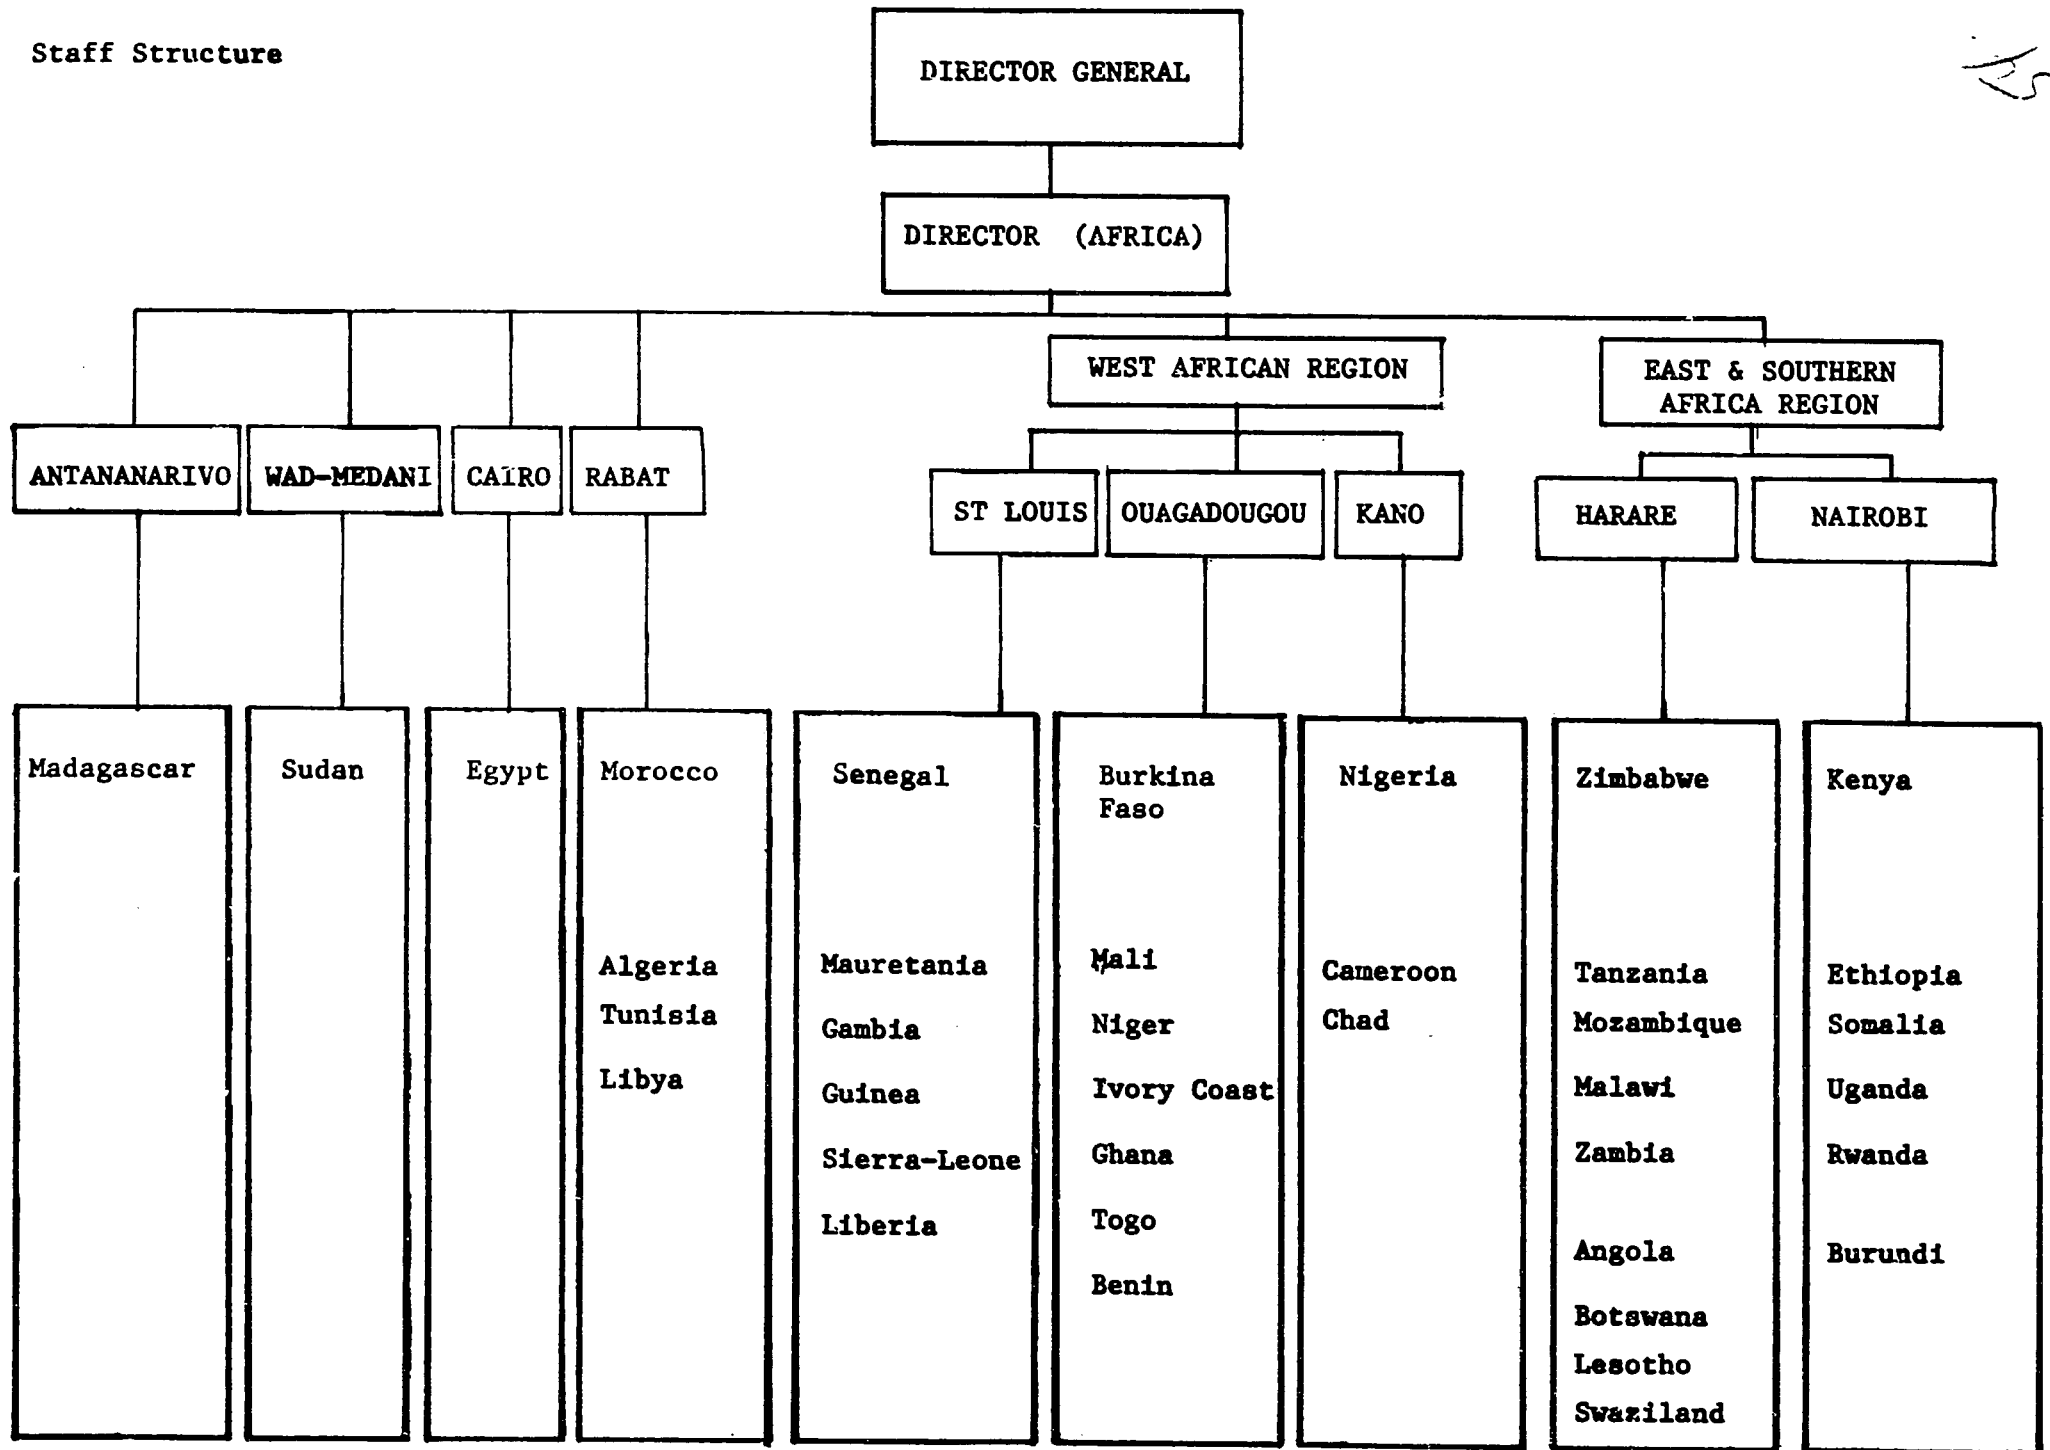 Staff Structure
DIRECTOR GENERAL
DIRECTOR (AFRICA)
WEST AFRICAN REGION
EAST & SOUTHERN
AFRICA REGION
ANTANANARIVO
WAD-MEDANI
CAIRO
RABAT
ST LOUIS
OUAGADOUGOU
KANO
HARARE
NAIROBI
Madagascar
Sudan
Egypt
Morocco
Algeria
Tunisia
Libya
Senegal
Mauretania
Gambia
Guinea
Sierra-Leone
Liberia
Burkina
Faso
Mali
Niger
Ivory Coast
Ghana
Togo
Benin
Nigeria
Cameroon
Chad
Zimbabwe
Tanzania
Mozambique
Malawi
Zambia
Angola
Botswana
Lesotho
Swaziland
Kenya
Ethiopia
Somalia
Uganda
Rwanda
Burundi